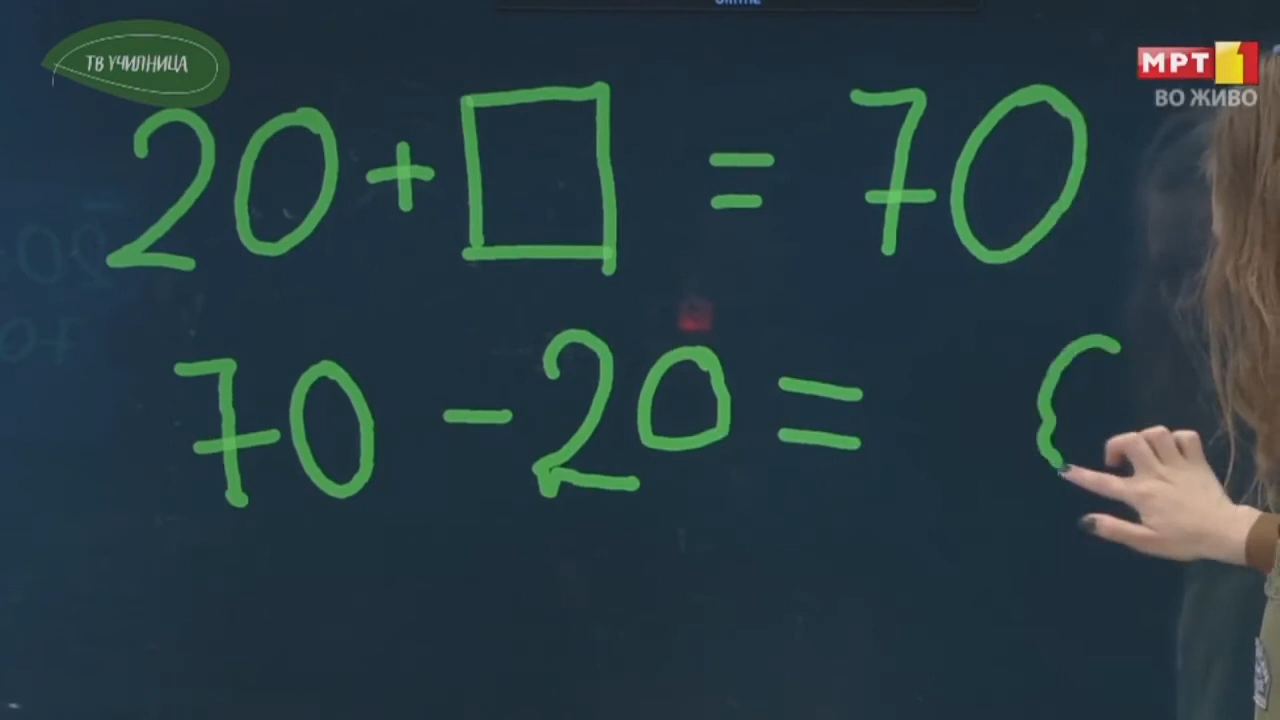 ТВ УЧИЛНИЦА
МРТ 1
ВО ЖИВО
20 + □ = 70
70 - 20 =